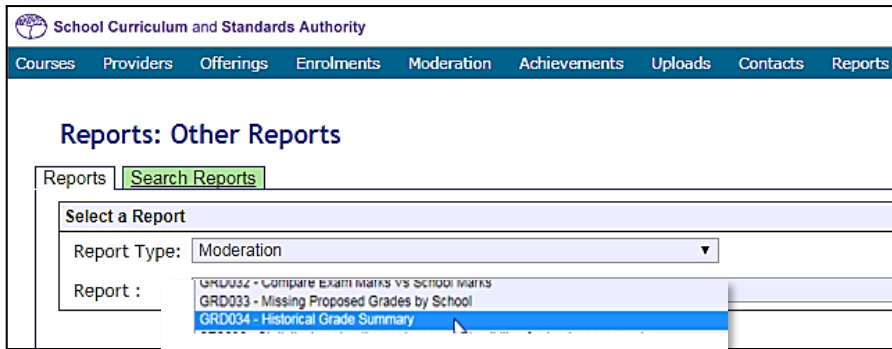 School Curriculum and Standards Authority
Courses Providers Offerings Enrolments Moderation Achievements Uploads Contacts Reports
Reports: Other Reports
Reports Search Reports
Select a Report
Report Type: Moderation
Report : GRD032 - Compare Exam Marks Vs School Marks
GRD033 - Missing Proposed Grades by School
GRD034 - Historical Grade Summary